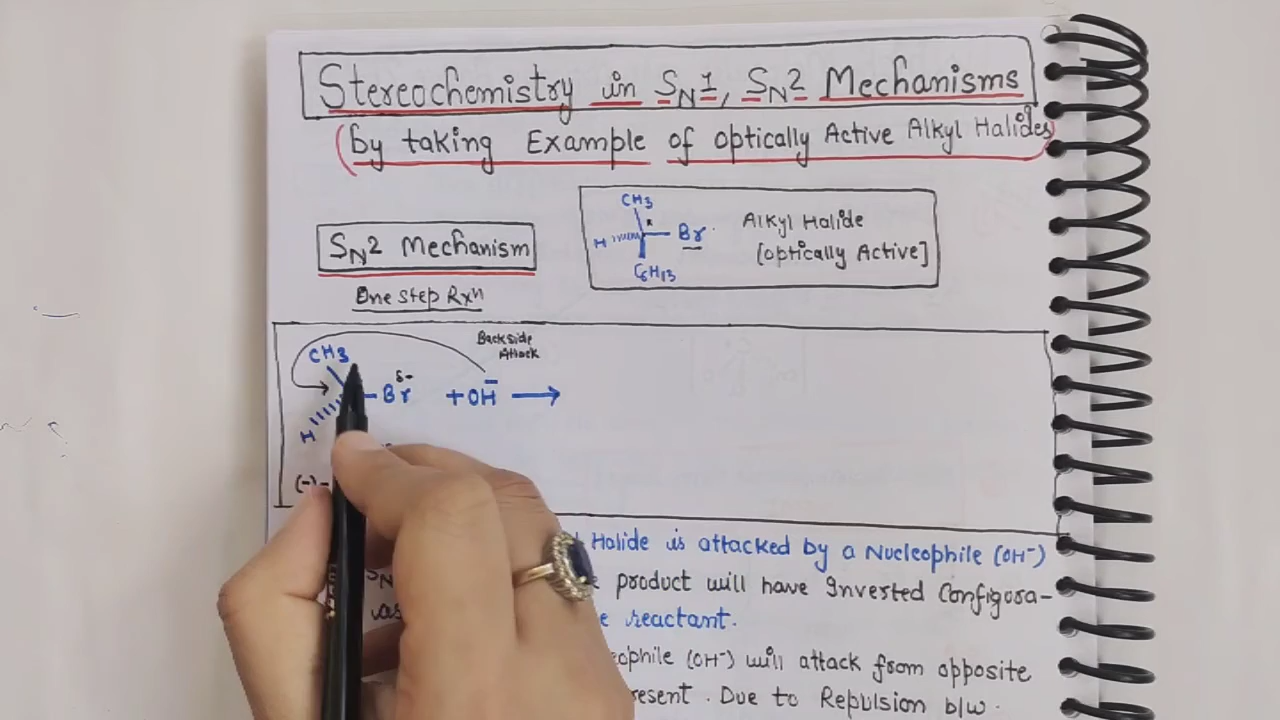 Stereochemistry in SN1, SN2 Mechanisms
(By taking Example of optically Active Alkyl Halides)
CH3
H
*
Br
C6H13
Alkyl Halide
[optically Active]
SN2 Mechanism
One step Rxn
Backside
Attack
CH3
δ-
Br
+ OH-
H
(-)-
Halide is attacked by a Nucleophile (OH-)
SN
product will have Inverted Configura-
as
reactant.
(OH-) will attack from opposite
Due to Repulsion b/w.